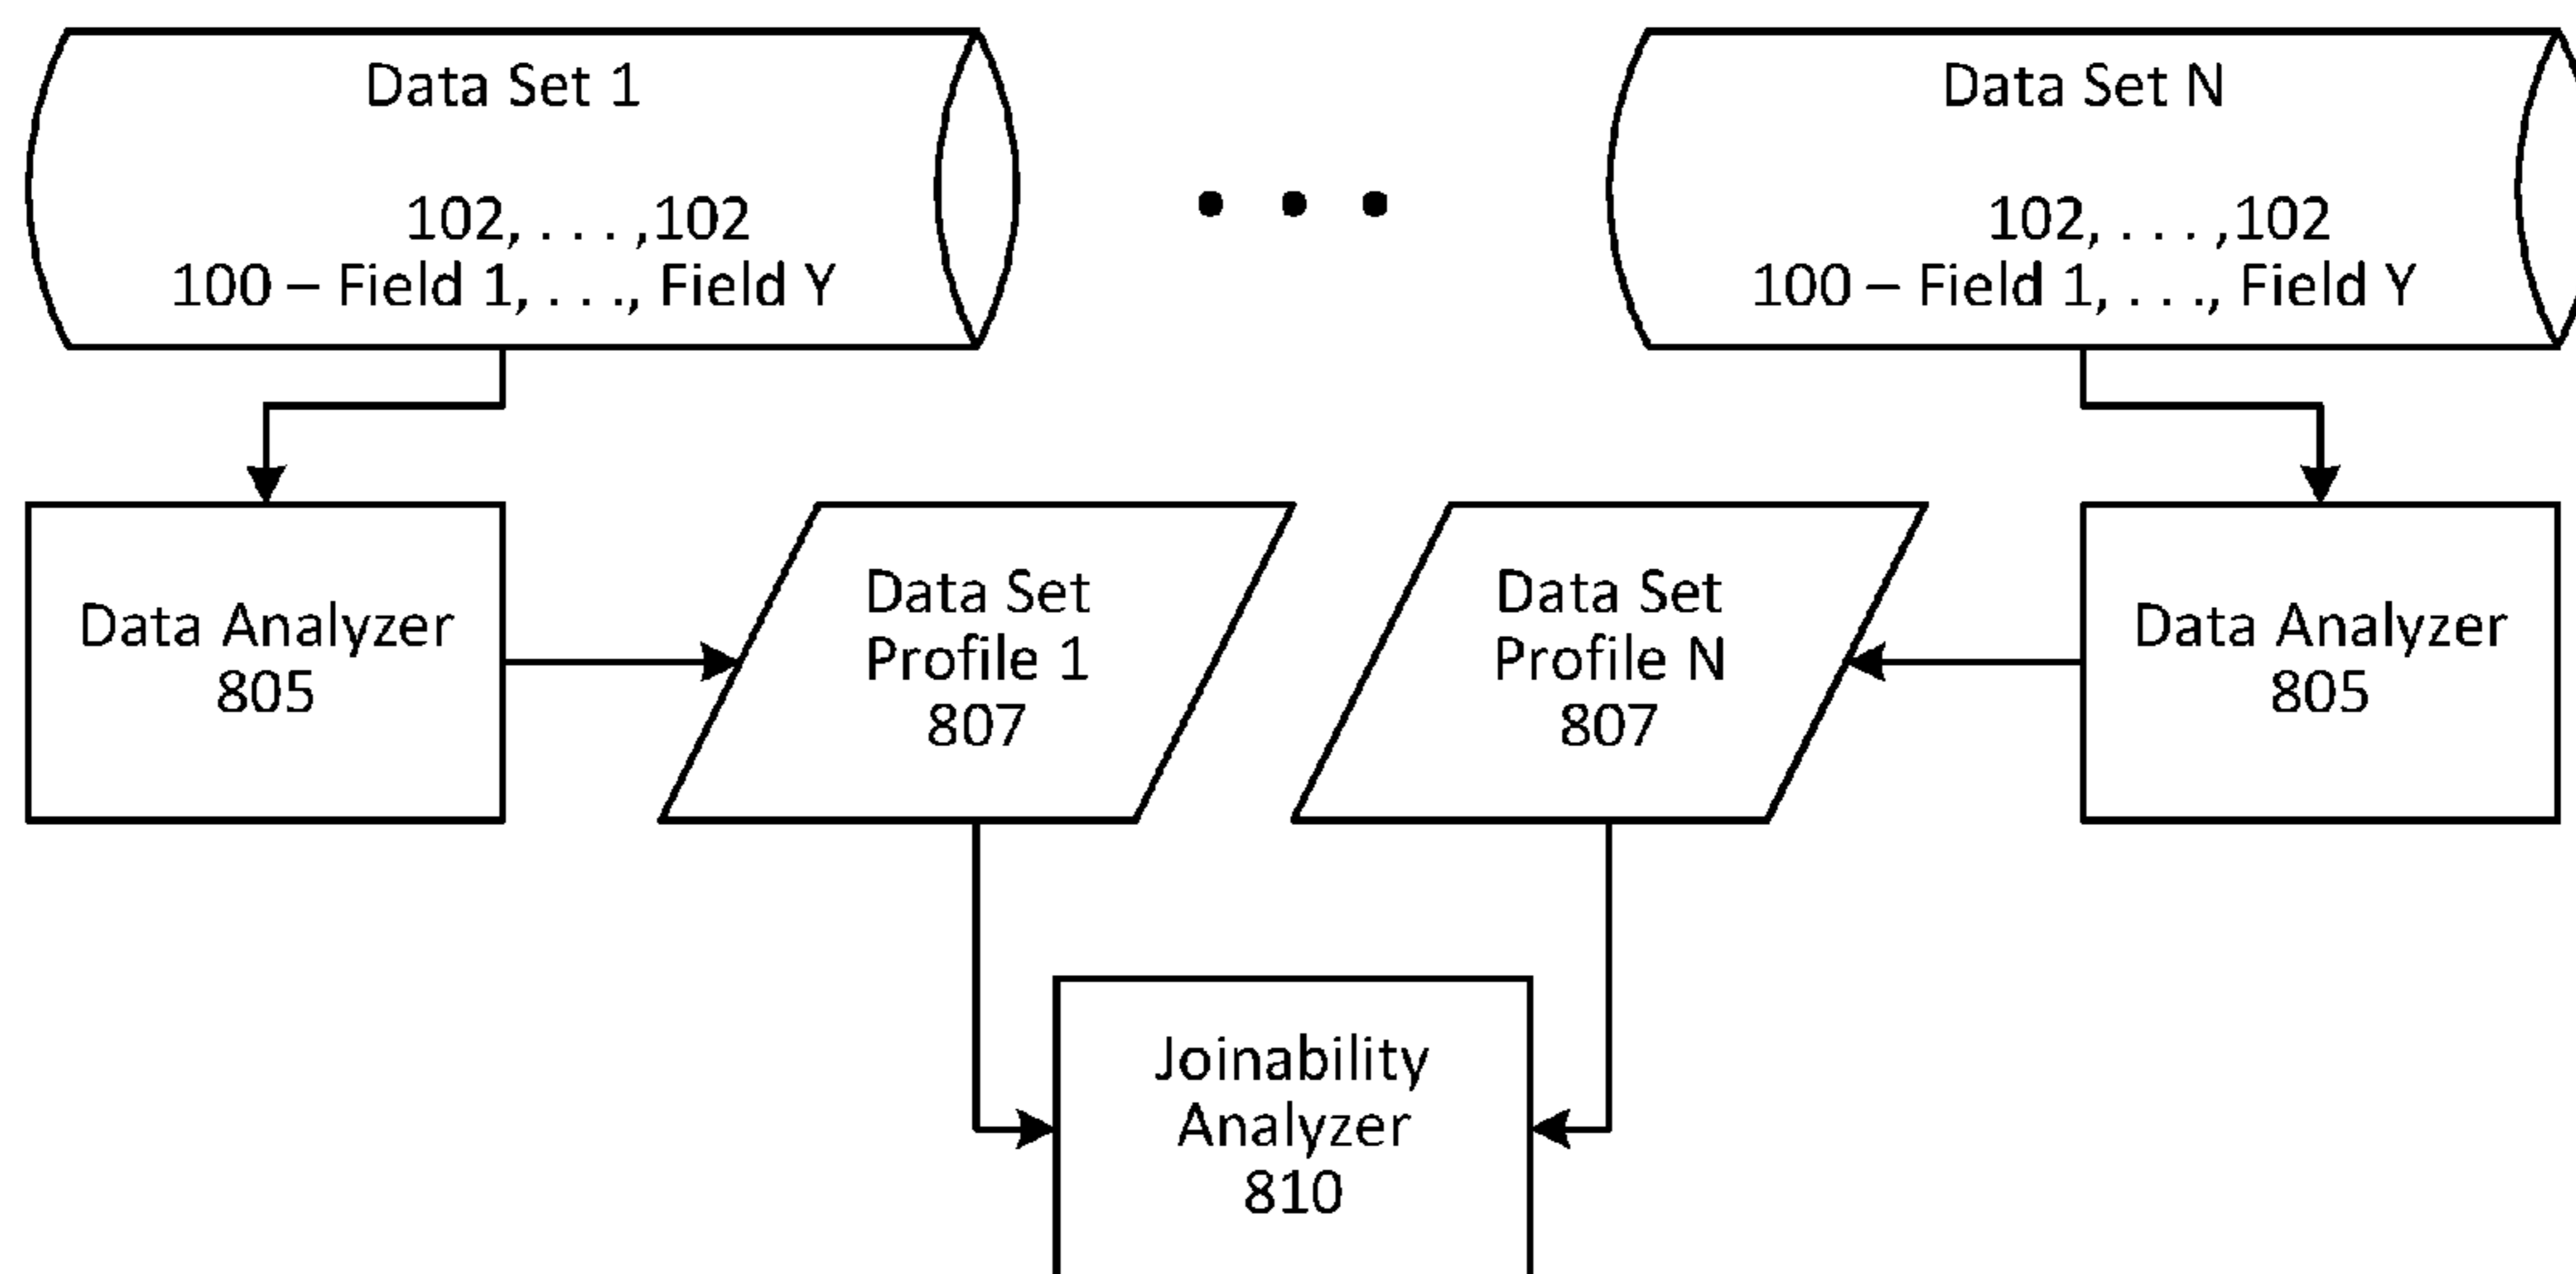 Data Set 1
102, . . . ,102
100 – Field 1, . . ., Field Y
Data Set N
102, . . . ,102
100 – Field 1, . . ., Field Y
Data Analyzer
805
Data Set
Profile 1
807
Data Set
Profile N
807
Data Analyzer
805
Joinability
Analyzer
810